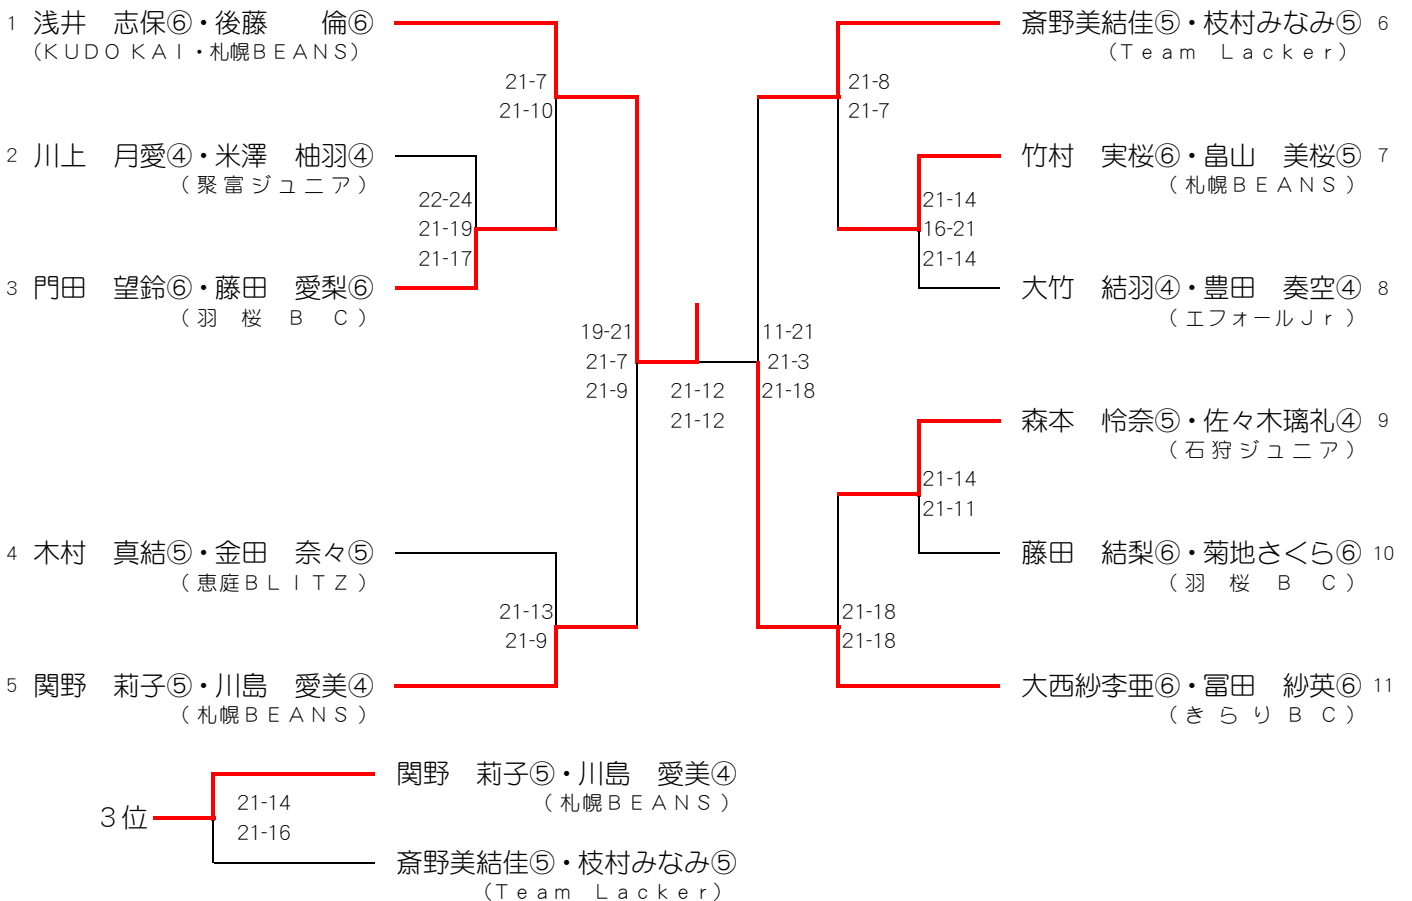 1 浅井　志保⑥・後藤　　倫⑥
(KUDOKAI・札幌BEANS)
21-7
21-10
2 川上　月愛④・米澤　柚羽④
（聚富ジュニア）
22-24
21-19
21-17
3 門田　望鈴⑥・藤田　愛梨⑥
（羽　桜　Ｂ　Ｃ）
19-21
21-7
21-9
4 木村　真結⑤・金田　奈々⑤
（恵庭ＢＬＩＴＺ）
21-13
21-9
5 関野　莉子⑤・川島　愛美④
（札幌ＢＥＡＮＳ）
21-12
21-12
斎野美結佳⑤・枝村みなみ⑤ 6
(Team Lacker)
21-8
21-7
竹村　実桜⑥・畠山　美桜⑤ 7
（札幌ＢＥＡＮＳ）
21-14
16-21
21-14
大竹　結羽④・豊田　奏空④ 8
（エフォールＪｒ）
11-21
21-3
21-18
森本　怜奈⑤・佐々木璃礼④ 9
（石狩ジュニア）
21-14
21-11
藤田　結梨⑥・菊地さくら⑥ 10
（羽　桜　Ｂ　Ｃ）
21-18
21-18
大西紗李亜⑥・冨田　紗英⑥ 11
（きらりＢＣ）
３位
関野　莉子⑤・川島　愛美④
（札幌ＢＥＡＮＳ）
21-14
21-16
斎野美結佳⑤・枝村みなみ⑤
(Team Lacker)